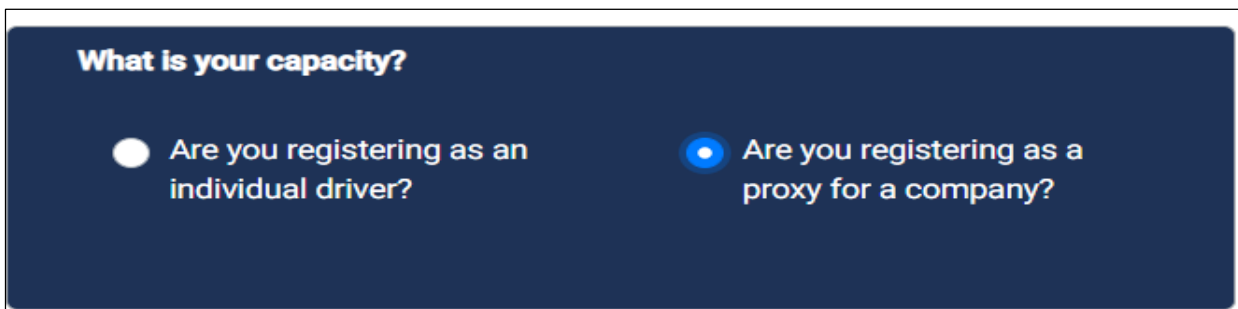 What is your capacity?
Are you registering as an
individual driver?
Are you registering as a
proxy for a company?